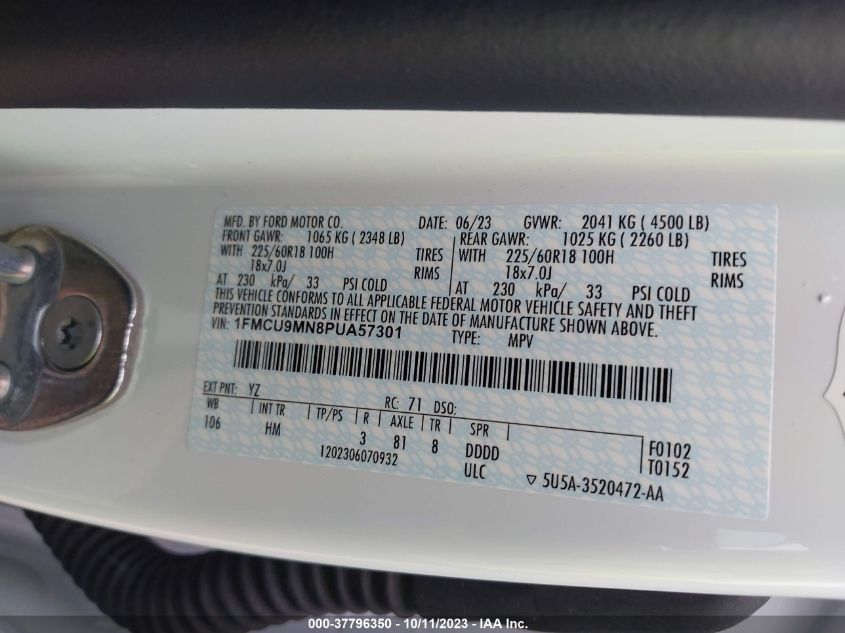 MFD. BY FORD MOTOR CO. DATE: 06/23 GVWR: 2041 KG ( 4500 LB)
FRONT GAWR: 1065 KG ( 2348 LB) REAR GAWR: 1025 KG ( 2260 LB)
WITH 225/60R18 100H TIRES WITH 225/60R18 100H TIRES
18x7.0J RIMS 18x7.0J RIMS
AT 230 kPa/ 33 PSI COLD AT 230 kPa/ 33 PSI COLD
THIS VEHICLE CONFORMS TO ALL APPLICABLE FEDERAL MOTOR VEHICLE SAFETY AND THEFT
PREVENTION STANDARDS IN EFFECT ON THE DATE OF MANUFACTURE SHOWN ABOVE.
VIN: 1FMCU9MN8PUA57301 TYPE: MPV
EXT PNT: YZ RC: 71 DSO:
WB INT TR TP/PS R AXLE TR SPR
106 HM 3 81 8 DDDD F0102
1202306070932 ULC T0152
▽ 5U5A-3520472-AA
000-37796350 - 10/11/2023 - IAA Inc.